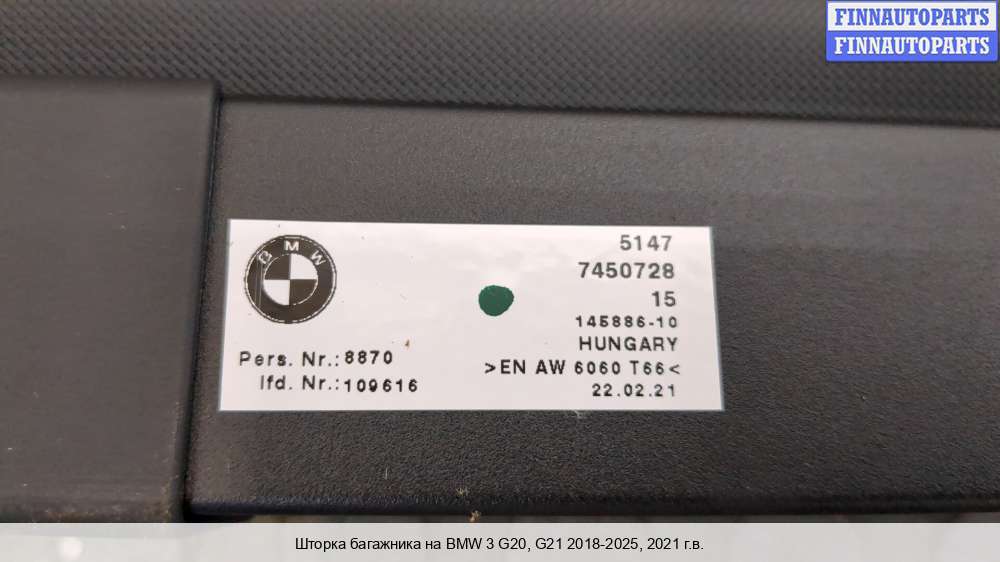 FINNAUTOPARTS
FINNAUTOPARTS
BMW
5147
7450728
15
145886-10
HUNGARY
Pers. Nr.:8870
>EN AW 6060 T66<
lfd. Nr.:109616
22.02.21
Шторка багажника на BMW 3 G20, G21 2018-2025, 2021 г.в.